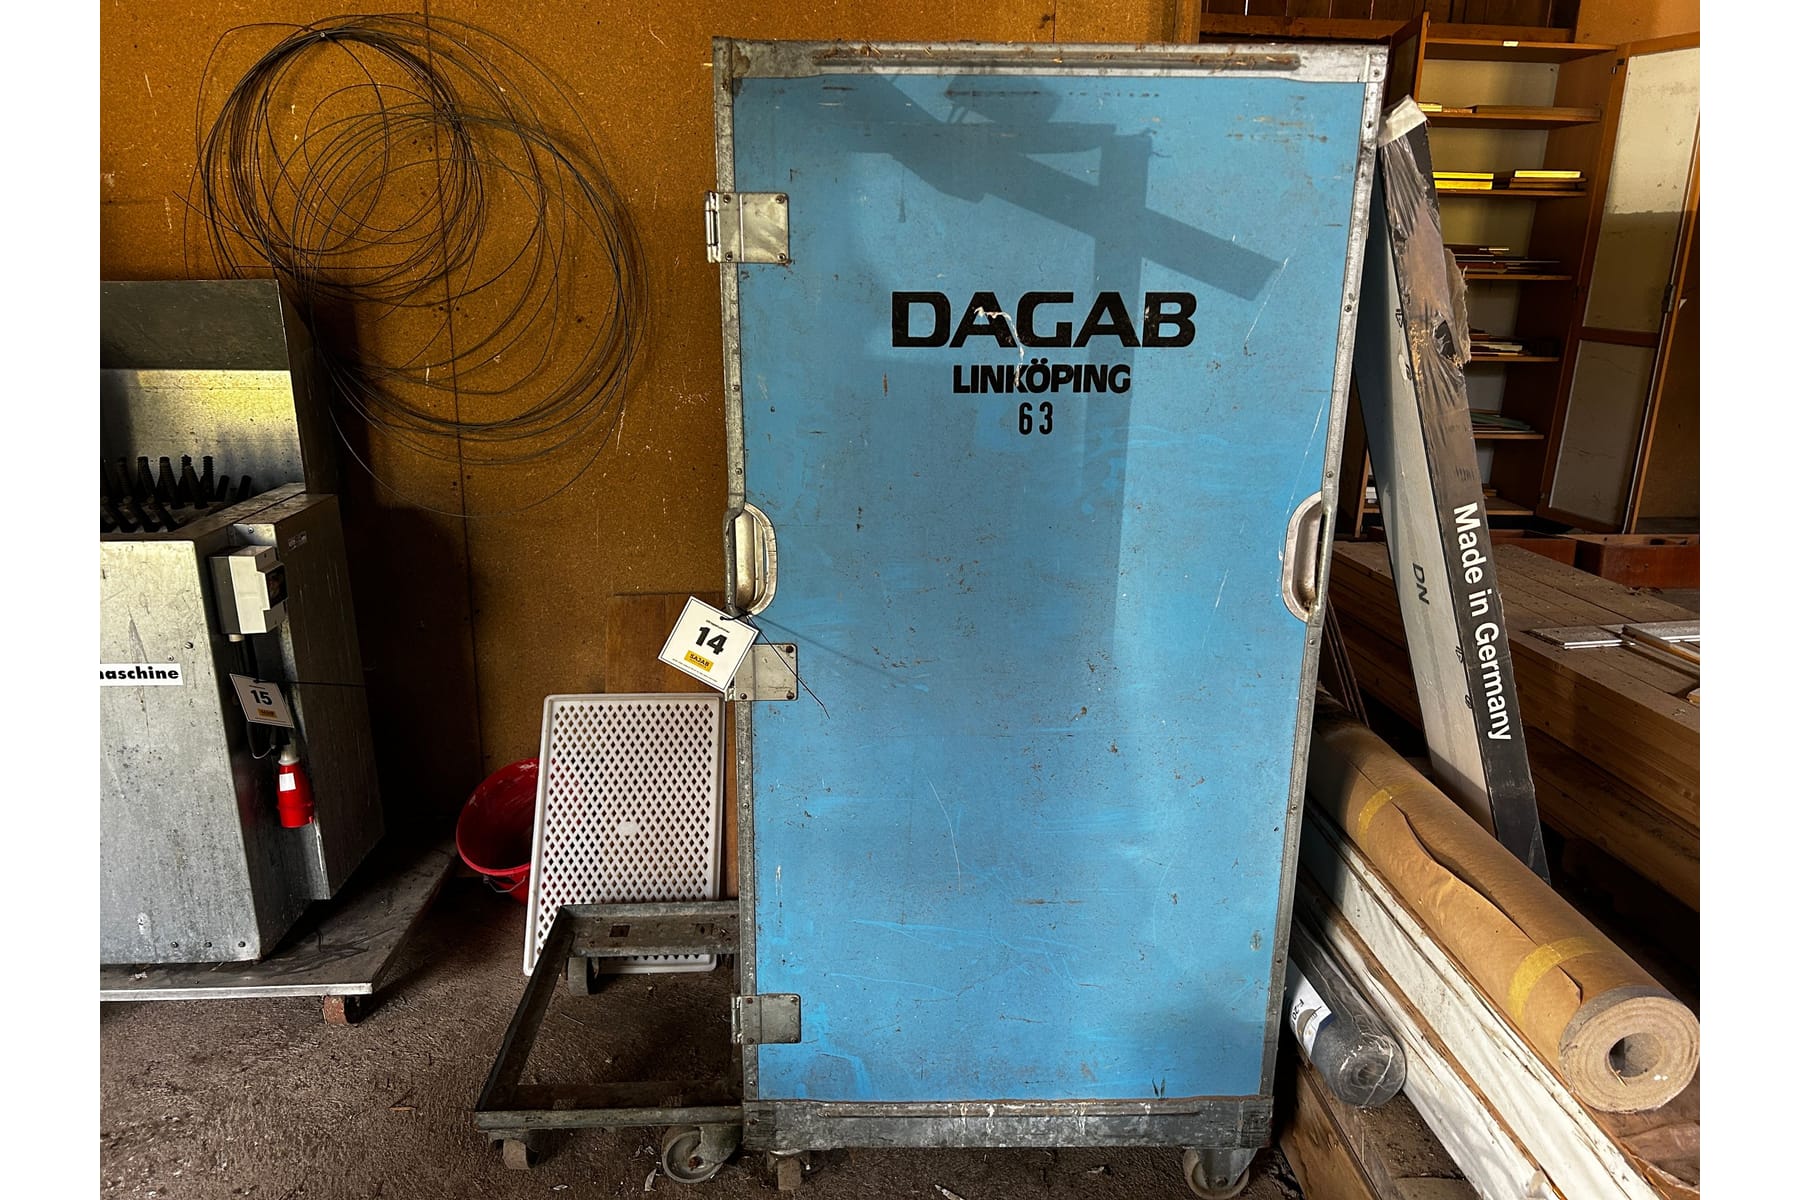 DAGAB
LINKÖPING
63
14
SAJAB
15
maschine
Made in Germany
DN